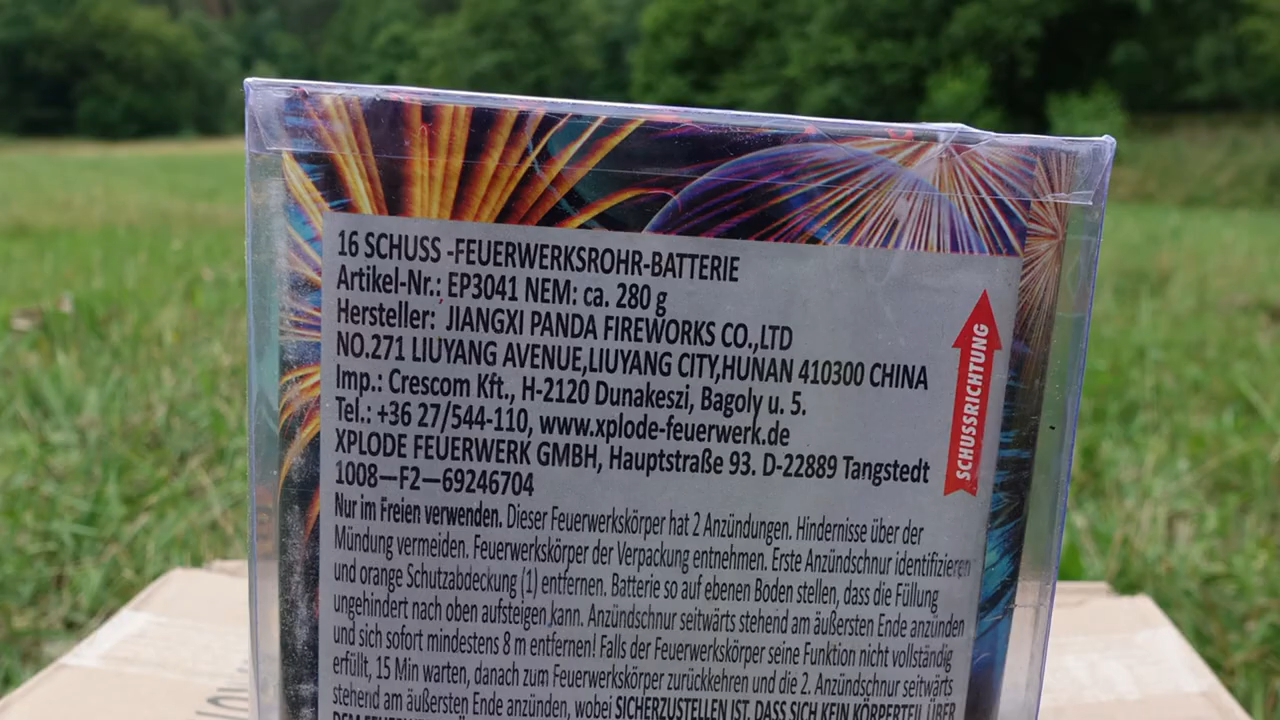 16 SCHUSS -FEUERWERKSROHR-BATTERIE
Artikel-Nr.: EP3041 NEM: ca. 280 g
Hersteller: JIANGXI PANDA FIREWORKS CO.,LTD
NO.271 LIUYANG AVENUE,LIUYANG CITY,HUNAN 410300 CHINA
Imp.: Crescom Kft., H-2120 Dunakeszi, Bagoly u. 5.
Tel.: +36 27/544-110, www.xplode-feuerwerk.de
XPLODE FEUERWERK GMBH, Hauptstraße 93. D-22889 Tangstedt
1008—F2—69246704
Nur im Freien verwenden. Dieser Feuerwerkskörper hat 2 Anzündungen. Hindernisse über der
Mündung vermeiden. Feuerwerkskörper der Verpackung entnehmen. Erste Anzündschnur identifizieren
und orange Schutzabdeckung (1) entfernen. Batterie so auf ebenen Boden stellen, dass die Füllung
ungehindert nach oben aufsteigen kann. Anzündschnur seitwärts stehend am äußersten Ende anzünden
und sich sofort mindestens 8 m entfernen! Falls der Feuerwerkskörper seine Funktion nicht vollständig
erfüllt, 15 Min warten, danach zum Feuerwerkskörper zurückkehren und die 2. Anzündschnur seitwärts
stehend am äußersten Ende anzünden, wobei SICHERZUSTELLEN IST, DASS SICH KEIN KÖRPERTEIL ÜBER
SCHUSSRICHTUNG